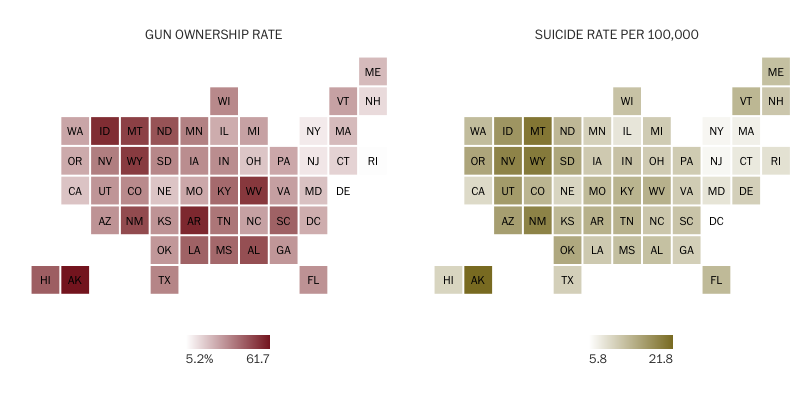 GUN OWNERSHIP RATE
ME
WI VT NH
WA ID MT ND MN IL MI NY MA
OR NV WY SD IA IN OH PA NJ CT RI
CA UT CO NE MO KY WV VA MD DE
AZ NM KS AR TN NC SC DC
OK LA MS AL GA
HI AK TX FL
5.2% 61.7
SUICIDE RATE PER 100,000
ME
WI VT NH
WA ID MT ND MN IL MI NY MA
OR NV WY SD IA IN OH PA NJ CT RI
CA UT CO NE MO KY WV VA MD DE
AZ NM KS AR TN NC SC DC
OK LA MS AL GA
HI AK TX FL
5.8 21.8